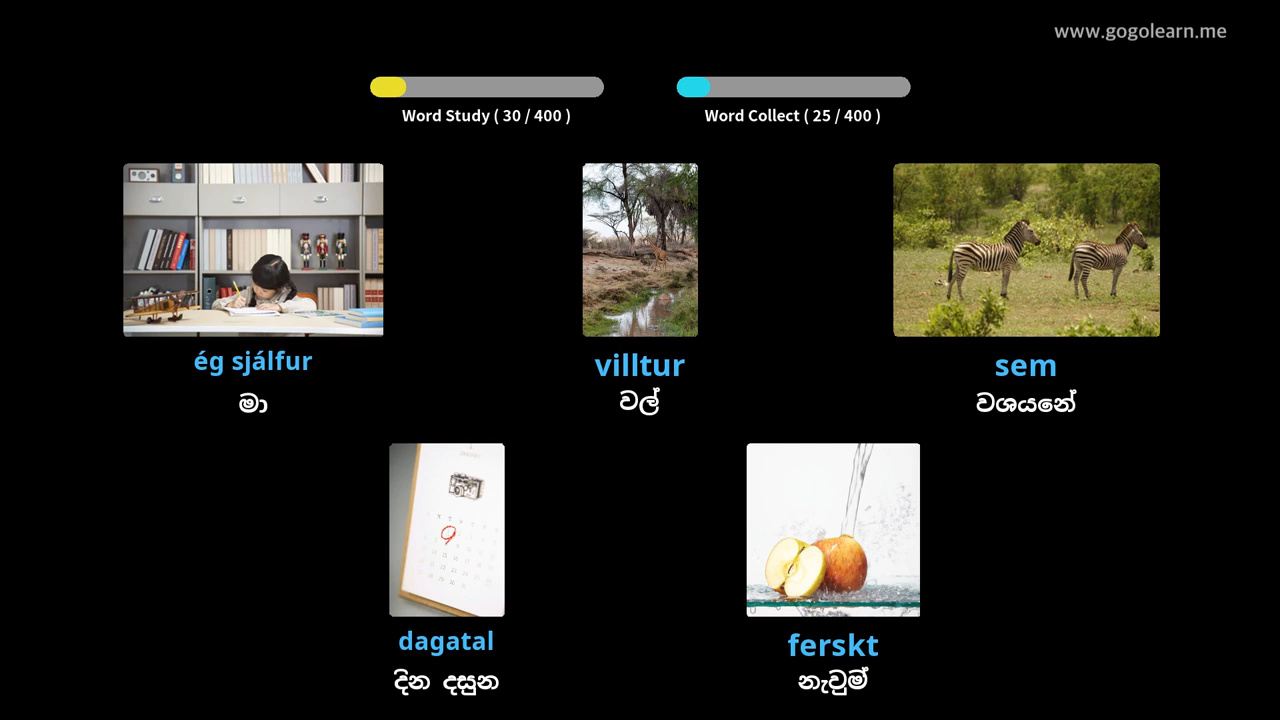 www.gogolearn.me
Word Study ( 30 / 400 )
Word Collect ( 25 / 400 )
ég sjálfur
මා
villtur
වල්
sem
වශයනේ
dagatal
දින දසුන
ferskt
නැවුම්